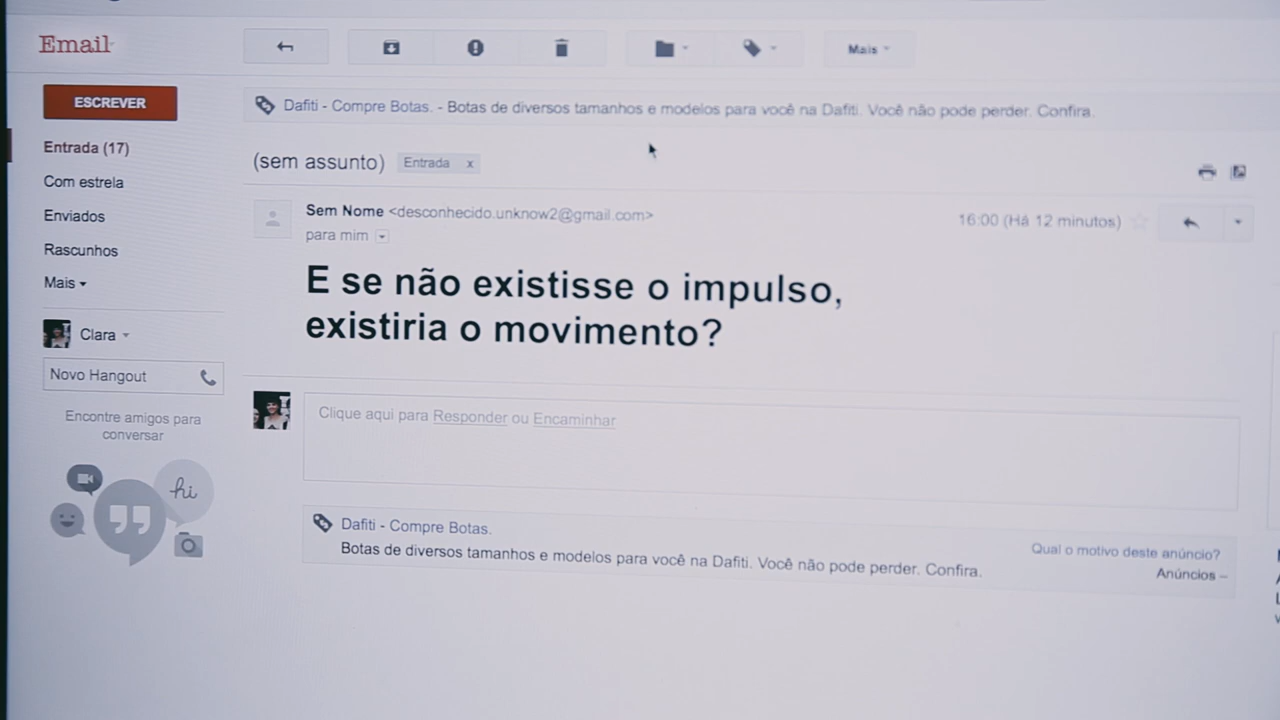 Email
ESCREVER
Entrada (17)
Com estrela
Enviados
Rascunhos
Mais
Clara
Novo Hangout
Encontre amigos para
conversar
hi
Mais
Dafiti - Compre Botas. - Botas de diversos tamanhos e modelos para você na Dafiti. Você não pode perder. Confira.
(sem assunto) Entrada x
Sem Nome <desconhecido.unknow2@gmail.com> 16:00 (Há 12 minutos)
para mim
E se não existisse o impulso,
existiria o movimento?
Clique aqui para Responder ou Encaminhar
Dafiti - Compre Botas.
Botas de diversos tamanhos e modelos para você na Dafiti. Você não pode perder. Confira.
Qual o motivo deste anúncio?
Anúncios –